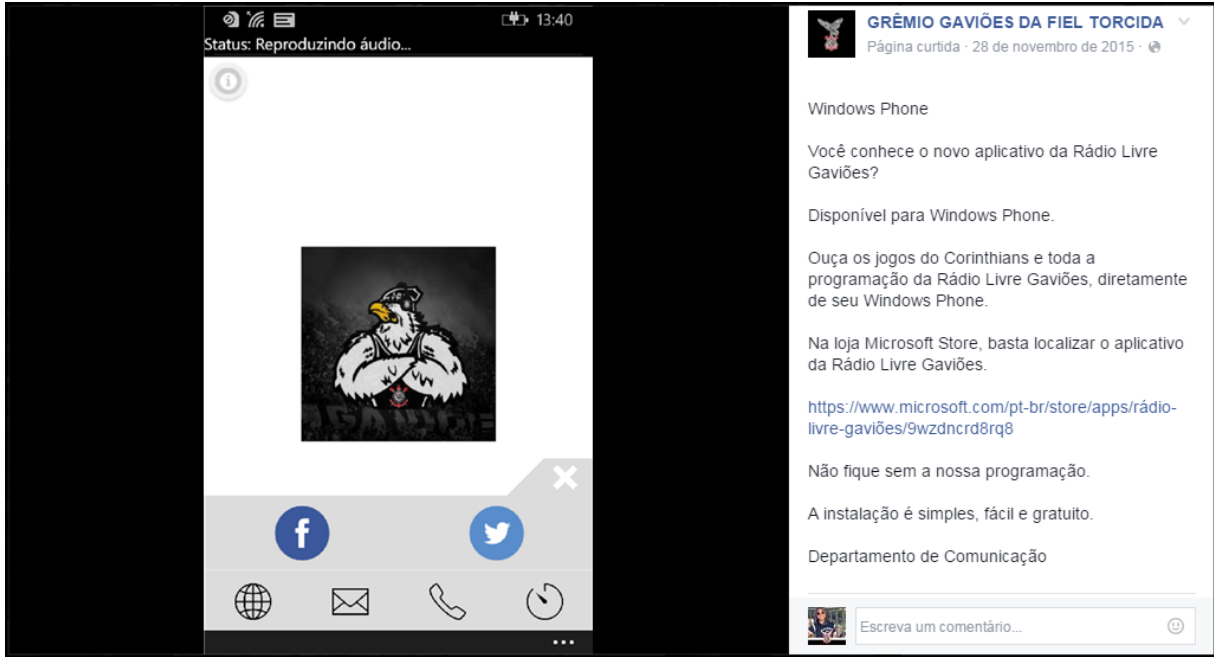 13:40
Status: Reproduzindo áudio...
GRÊMIO GAVIÕES DA FIEL TORCIDA
Página curtida · 28 de novembro de 2015 ·
Windows Phone
Você conhece o novo aplicativo da Rádio Livre
Gaviões?
Disponível para Windows Phone.
Ouça os jogos do Corinthians e toda a
programação da Rádio Livre Gaviões, diretamente
de seu Windows Phone.
Na loja Microsoft Store, basta localizar o aplicativo
da Rádio Livre Gaviões.
https://www.microsoft.com/pt-br/store/apps/rádio-
livre-gaviões/9wzdncrd8rq8
Não fique sem a nossa programação.
A instalação é simples, fácil e gratuito.
Departamento de Comunicação
Escreva um comentário...